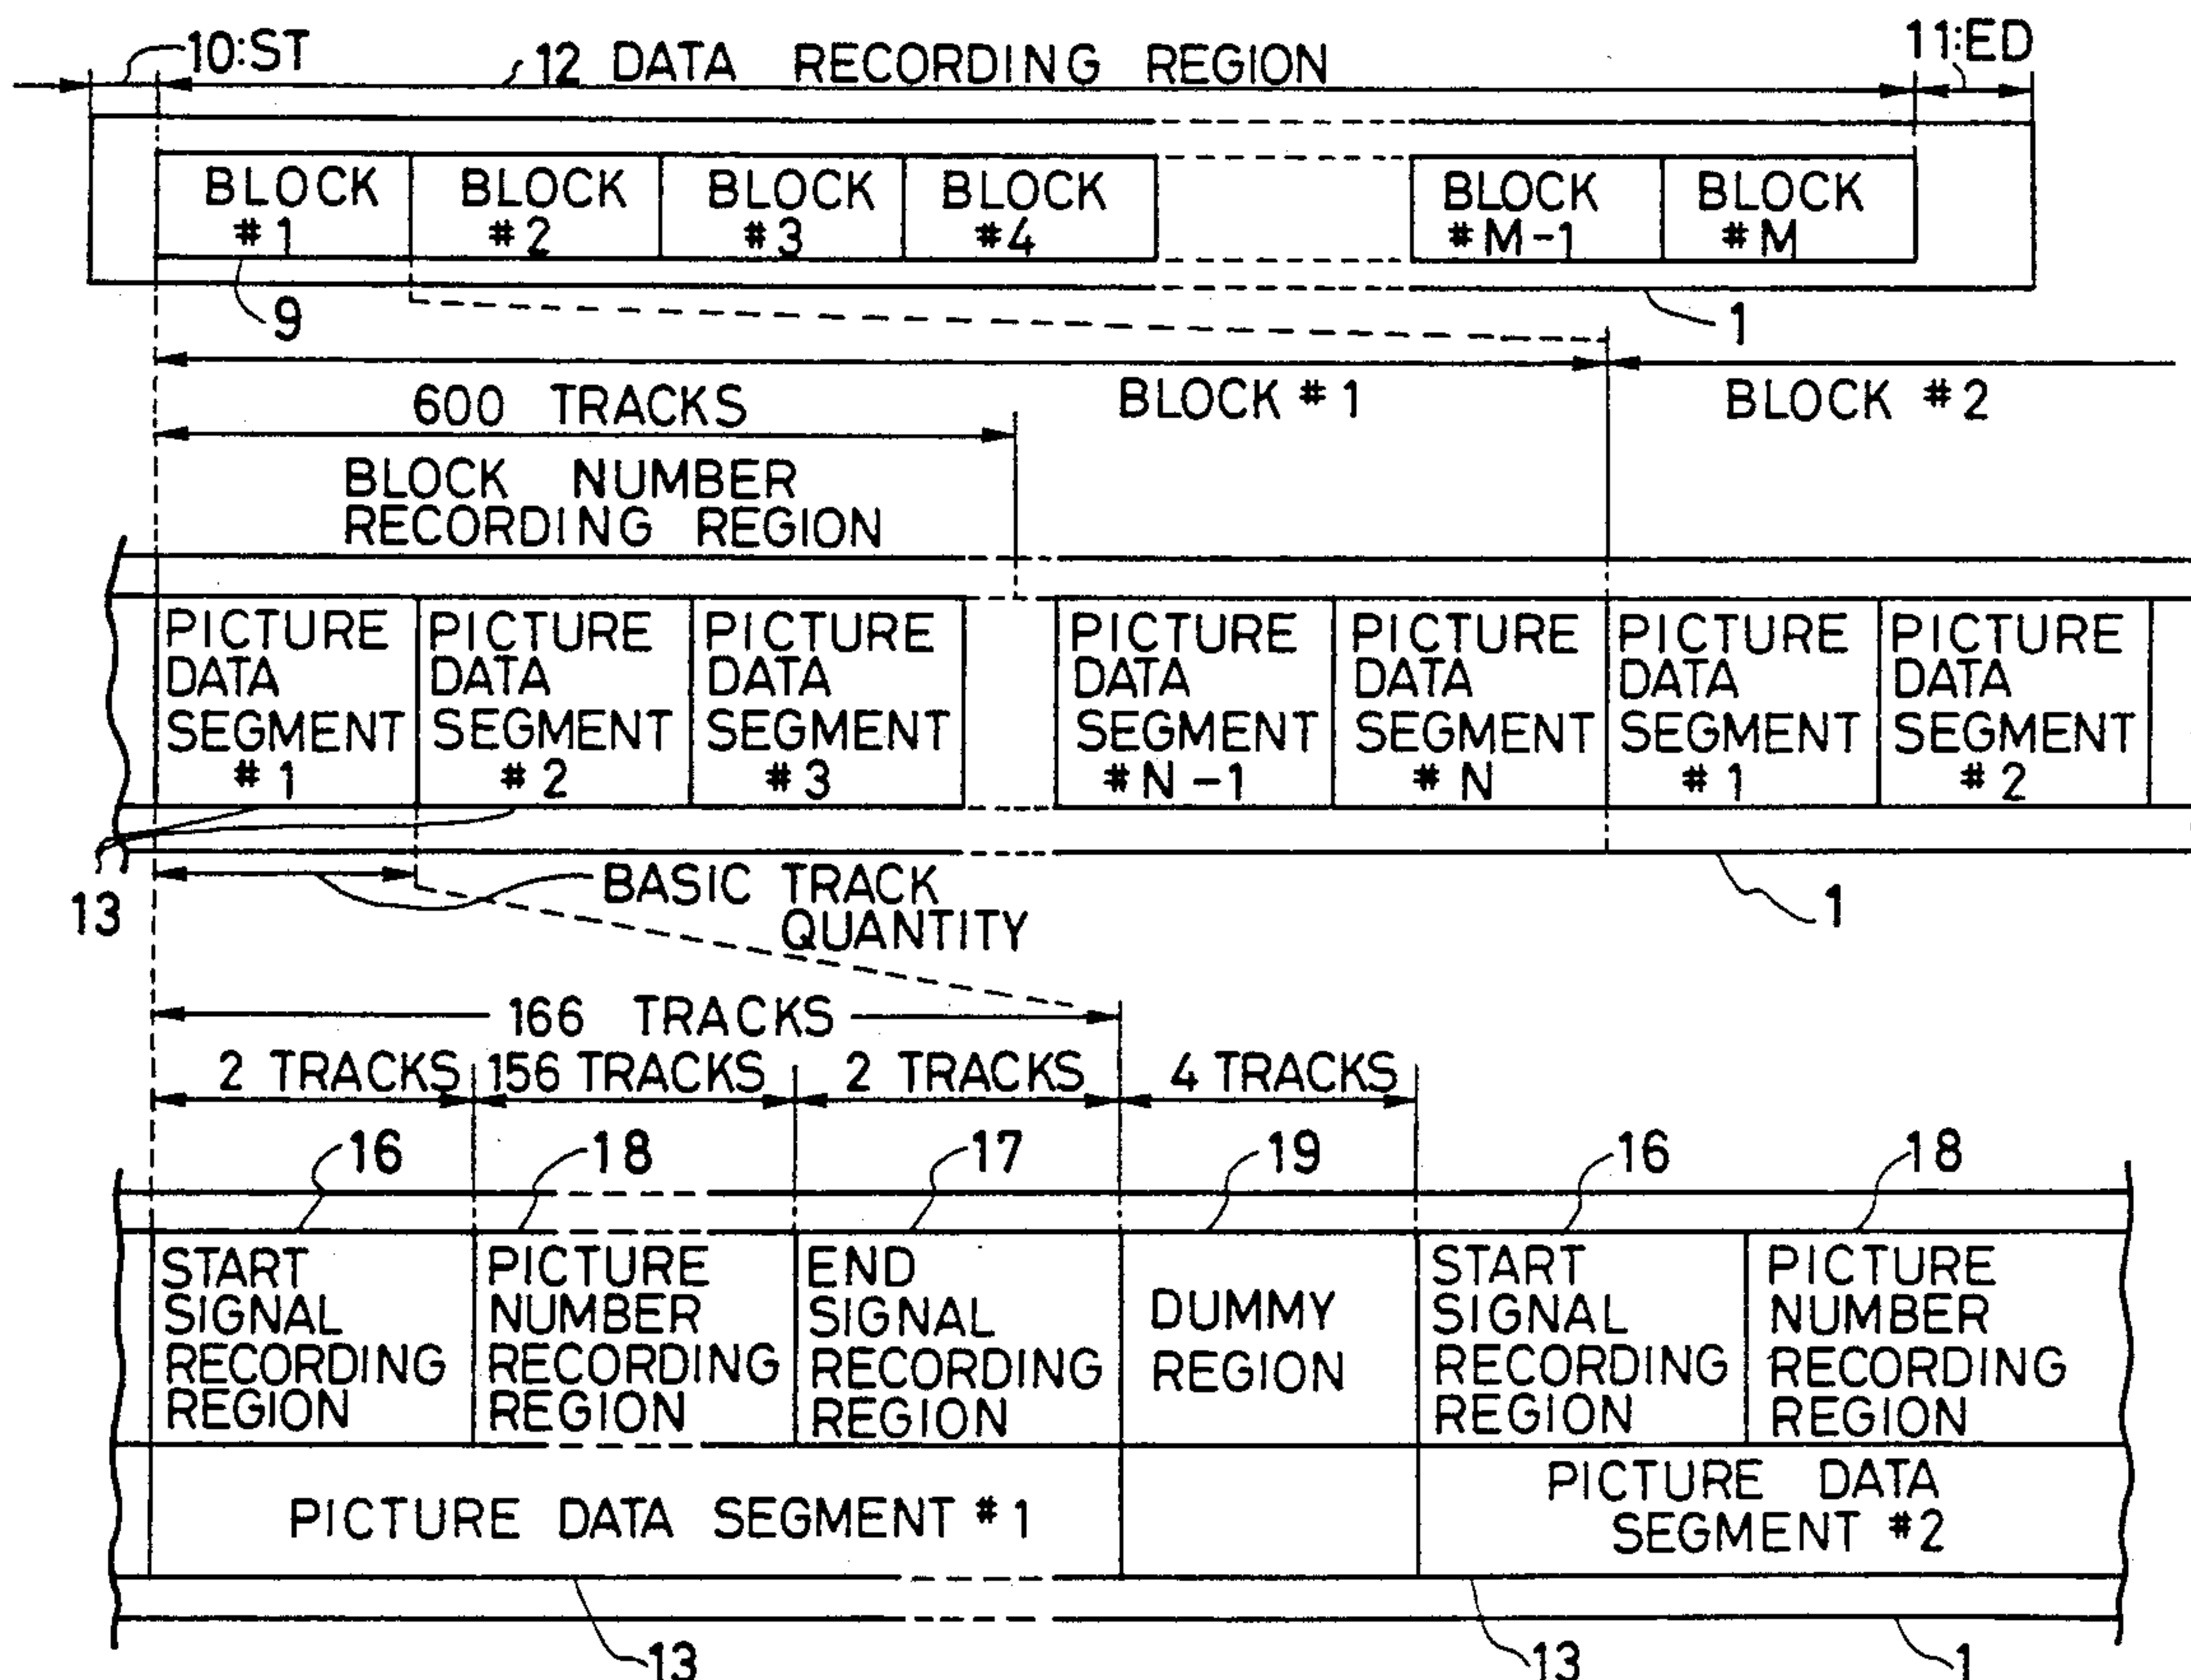 10:ST
12 DATA RECORDING REGION
11:ED
BLOCK #1
BLOCK #2
BLOCK #3
BLOCK #4
BLOCK #M-1
BLOCK #M
9
1
600 TRACKS
BLOCK #1
BLOCK #2
BLOCK NUMBER
RECORDING REGION
PICTURE
DATA
SEGMENT
#1
PICTURE
DATA
SEGMENT
#2
PICTURE
DATA
SEGMENT
#3
PICTURE
DATA
SEGMENT
#N-1
PICTURE
DATA
SEGMENT
#N
PICTURE
DATA
SEGMENT
#1
PICTURE
DATA
SEGMENT
#2
13
BASIC TRACK
QUANTITY
1
166 TRACKS
2 TRACKS
156 TRACKS
2 TRACKS
4 TRACKS
16
18
17
19
16
18
START
SIGNAL
RECORDING
REGION
PICTURE
NUMBER
RECORDING
REGION
END
SIGNAL
RECORDING
REGION
DUMMY
REGION
START
SIGNAL
RECORDING
REGION
PICTURE
NUMBER
RECORDING
REGION
PICTURE DATA SEGMENT #1
PICTURE DATA
SEGMENT #2
13
13
1